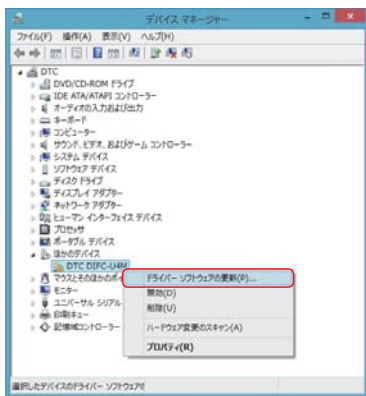 デバイス マネージャー
ファイル(F) 操作(A) 表示(V) ヘルプ(H)
DTC
DVD/CD-ROM ドライブ
IDE ATA/ATAPI コントローラー
オーディオの入力および出力
キーボード
コンピューター
サウンド、ビデオ、およびゲーム コントローラー
システム デバイス
ソフトウェア デバイス
ディスク ドライブ
ディスプレイ アダプター
ネットワーク アダプター
ヒューマン インターフェイス デバイス
プロセッサ
ポータブル デバイス
ほかのデバイス
DTC DIFC-U4M
マウスとそのほかのポ
モニター
ユニバーサル シリアル
印刷キュー
記憶域コントローラー
ドライバー ソフトウェアの更新(P)...
無効(D)
削除(U)
ハードウェア変更のスキャン(A)
プロパティ(R)
選択したデバイスのドライバー ソフトウェアを